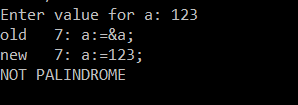 Enter value for a: 123
old   7: a:=&a;
new   7: a:=123;
NOT PALINDROME